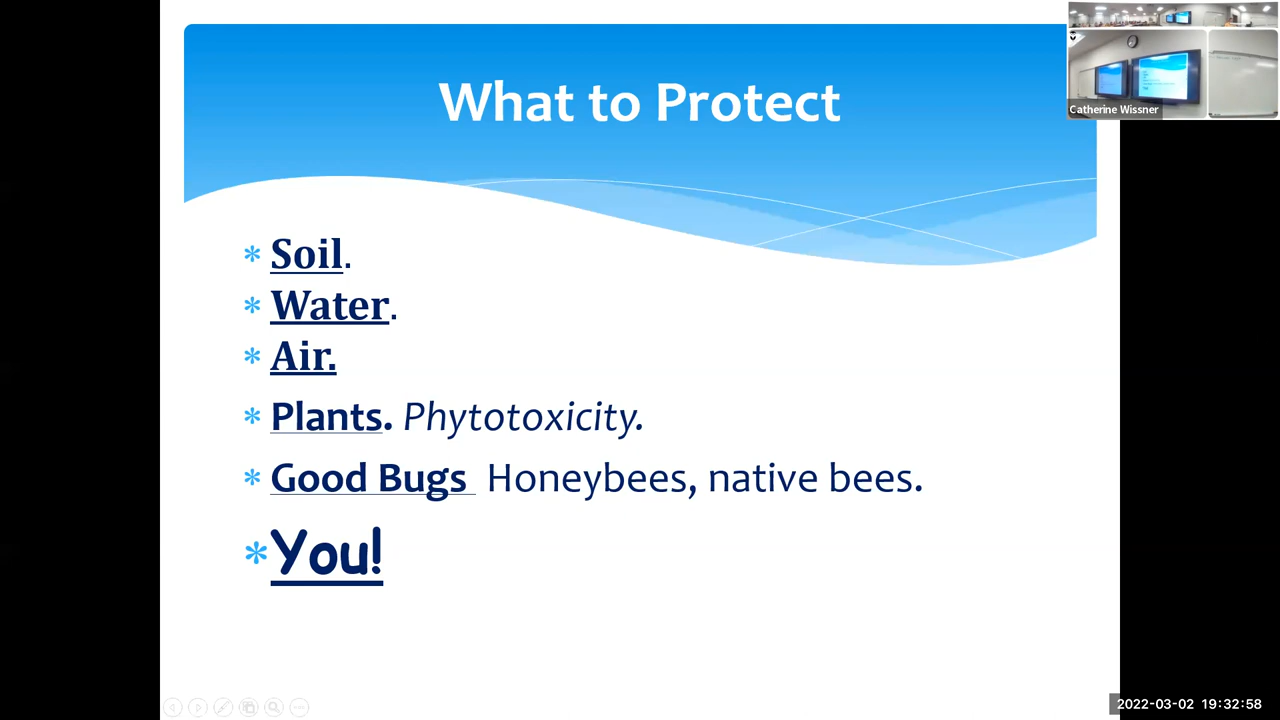 What to Protect
Catherine Wissner
* Soil.
* Water.
* Air.
* Plants. Phytotoxicity.
* Good Bugs Honeybees, native bees.
* You!
2022-03-02 19:32:58